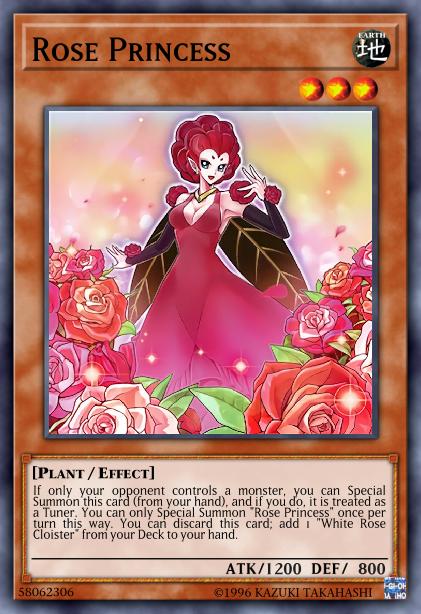 ROSE PRINCESS
EARTH
地
[PLANT / EFFECT]
If only your opponent controls a monster, you can Special
Summon this card (from your hand), and if you do, it is treated as
a Tuner. You can only Special Summon "Rose Princess" once per
turn this way. You can discard this card; add 1 "White Rose
Cloister" from your Deck to your hand.
ATK/1200 DEF/ 800
58062306
©1996 KAZUKI TAKAHASHI